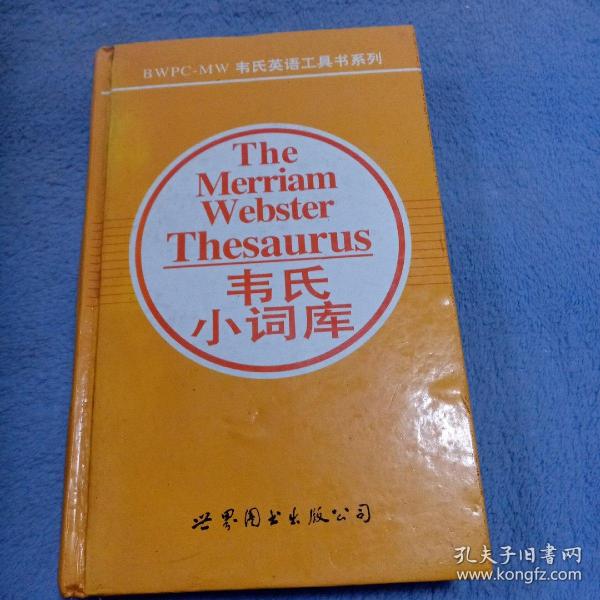 BWPC-MW 韦氏英语工具书系列
The
Merriam
Webster
Thesaurus
韦氏
小词库
世界图书出版公司
孔夫子旧书网
www.kongfz.com